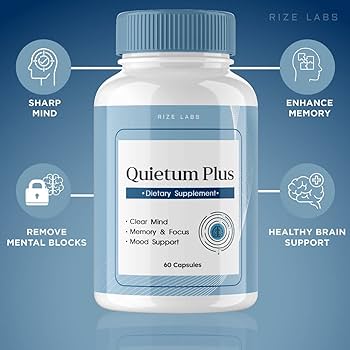 RIZE LABS
SHARP
MIND
ENHANCE
MEMORY
RIZE LABS
Quietum Plus
•Dietary Supplement•
• Clear Mind
• Memory & Focus
• Mood Support
60 Capsules
REMOVE
MENTAL BLOCKS
HEALTHY BRAIN
SUPPORT